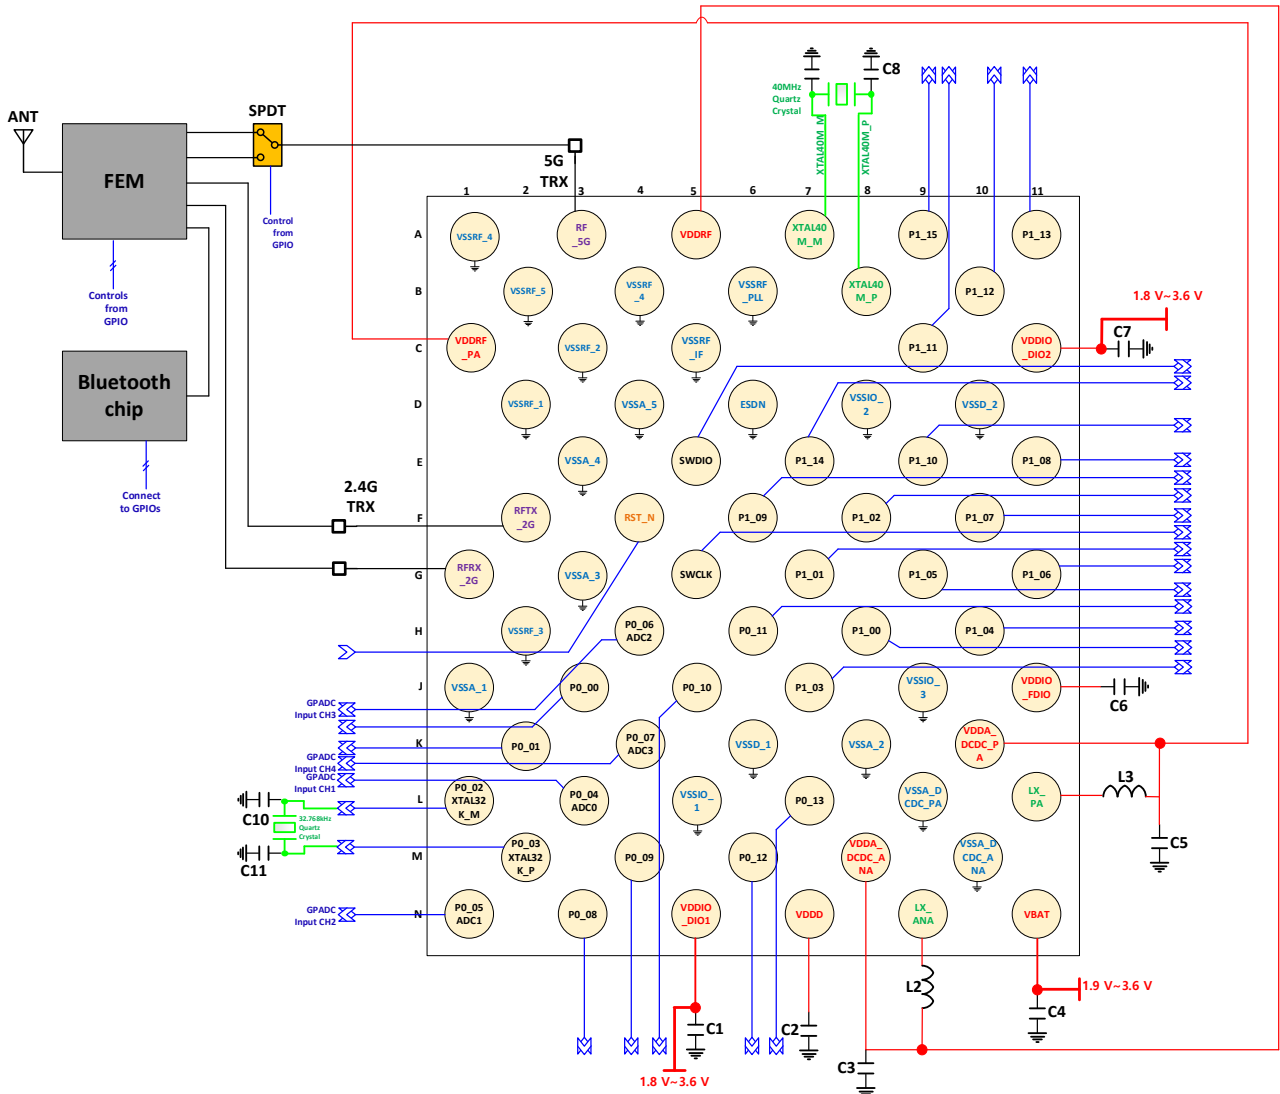 C8
40MHz
Quartz
Crystal
ANT
SPDT
XTAL40M_M
XTAL40M_P
FEM
5G
TRX
1 2 3 4 5 6 7 8 9 10 11
Control
from
GPIO
A
VSSRF_4
RF
_5G
VDDRF
XTAL40
M_M
P1_15
P1_13
Controls
from
GPIO
B
VSSRF_5
VSSRF
_4
VSSRF
_PLL
XTAL40
M_P
P1_12
1.8 V~3.6 V
C7
C
VDDRF
_PA
VSSRF_2
VSSRF
_IF
P1_11
VDDIO
_DIO2
Bluetooth
chip
D
VSSRF_1
VSSA_5
ESDN
VSSIO_
2
VSSD_2
E
VSSA_4
SWDIO
P1_14
P1_10
P1_08
Connect
to GPIOs
2.4G
TRX
F
RFTX
_2G
RST_N
P1_09
P1_02
P1_07
G
RFRX
_2G
VSSA_3
SWCLK
P1_01
P1_05
P1_06
H
VSSRF_3
P0_06
ADC2
P0_11
P1_00
P1_04
J
VSSA_1
P0_00
P0_10
P1_03
VSSIO_
3
VDDIO
_FDIO
C6
GPADC
Input CH3
K
P0_01
P0_07
ADC3
VSSD_1
VSSA_2
VDDA_
DCDC_P
A
GPADC
Input CH4
GPADC
Input CH1
L
P0_02
XTAL32
K_M
P0_04
ADC0
VSSIO_
1
P0_13
VSSA_D
CDC_PA
LX_
PA
L3
C10
32.768kHz
Quartz
Crystal
C11
M
P0_03
XTAL32
K_P
P0_09
P0_12
VDDA_
DCDC_A
NA
VSSA_D
CDC_A
NA
C5
GPADC
Input CH2
N
P0_05
ADC1
P0_08
VDDIO
_DIO1
VDDD
LX_
ANA
VBAT
L2
1.9 V~3.6 V
C1
C2
C4
C3
1.8 V~3.6 V